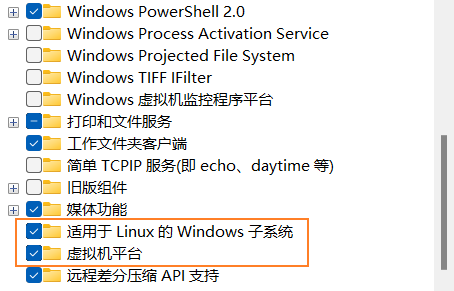 Windows PowerShell 2.0
Windows Process Activation Service
Windows Projected File System
Windows TIFF IFilter
Windows 虚拟机监控程序平台
打印和文件服务
工作文件夹客户端
简单 TCPIP 服务(即 echo、daytime 等)
旧版组件
媒体功能
适用于 Linux 的 Windows 子系统
虚拟机平台
远程差分压缩 API 支持